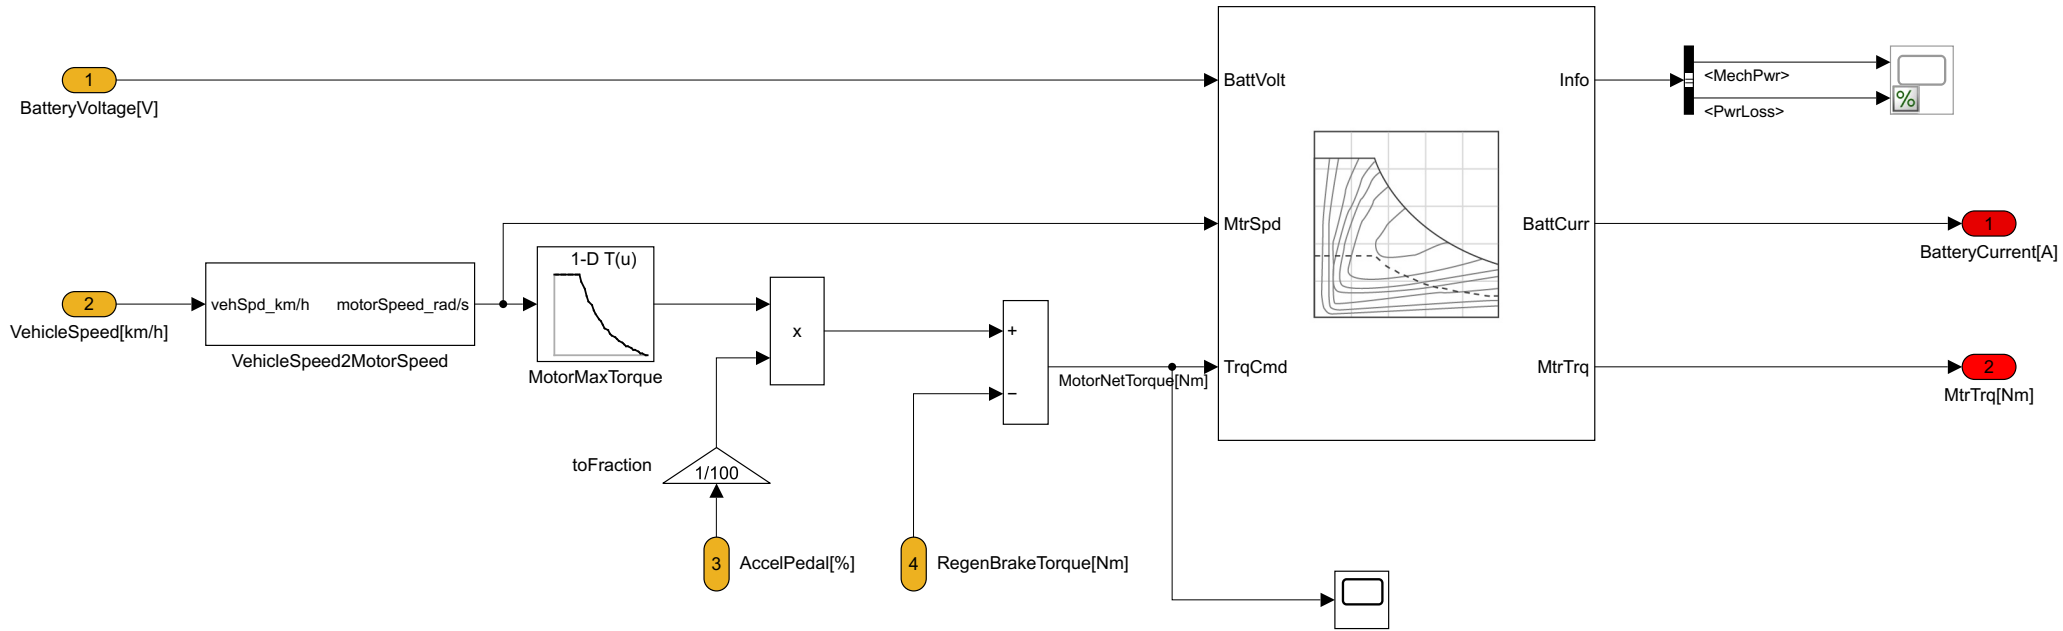 1
BatteryVoltage[V]
BattVolt
Info
<MechPwr>
<PwrLoss>
%
MtrSpd
BattCurr
1
BatteryCurrent[A]
2
VehicleSpeed[km/h]
vehSpd_km/h motorSpeed_rad/s
VehicleSpeed2MotorSpeed
1-D T(u)
MotorMaxTorque
x
+
−
MotorNetTorque[Nm]
TrqCmd
MtrTrq
2
MtrTrq[Nm]
toFraction
1/100
3
AccelPedal[%]
4
RegenBrakeTorque[Nm]